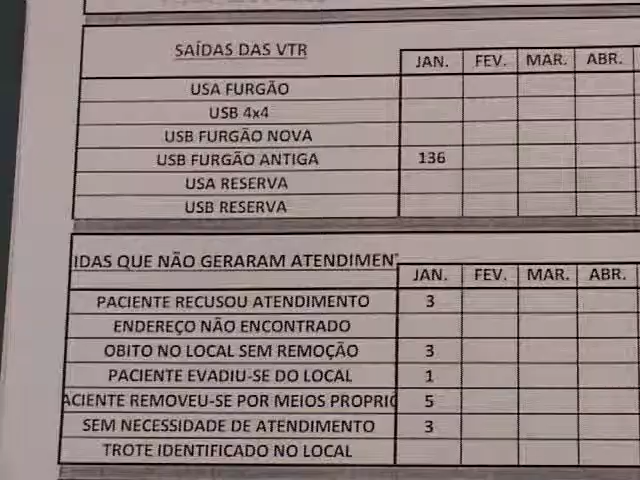 SAÍDAS DAS VTR JAN. FEV. MAR. ABR.
USA FURGÃO
USB 4x4
USB FURGÃO NOVA
USB FURGÃO ANTIGA 136
USA RESERVA
USB RESERVA
IDAS QUE NÃO GERARAM ATENDIMEN JAN. FEV. MAR. ABR.
PACIENTE RECUSOU ATENDIMENTO 3
ENDEREÇO NÃO ENCONTRADO
OBITO NO LOCAL SEM REMOÇÃO 3
PACIENTE EVADIU-SE DO LOCAL 1
ACIENTE REMOVEU-SE POR MEIOS PROPRIO 5
SEM NECESSIDADE DE ATENDIMENTO 3
TROTE IDENTIFICADO NO LOCAL